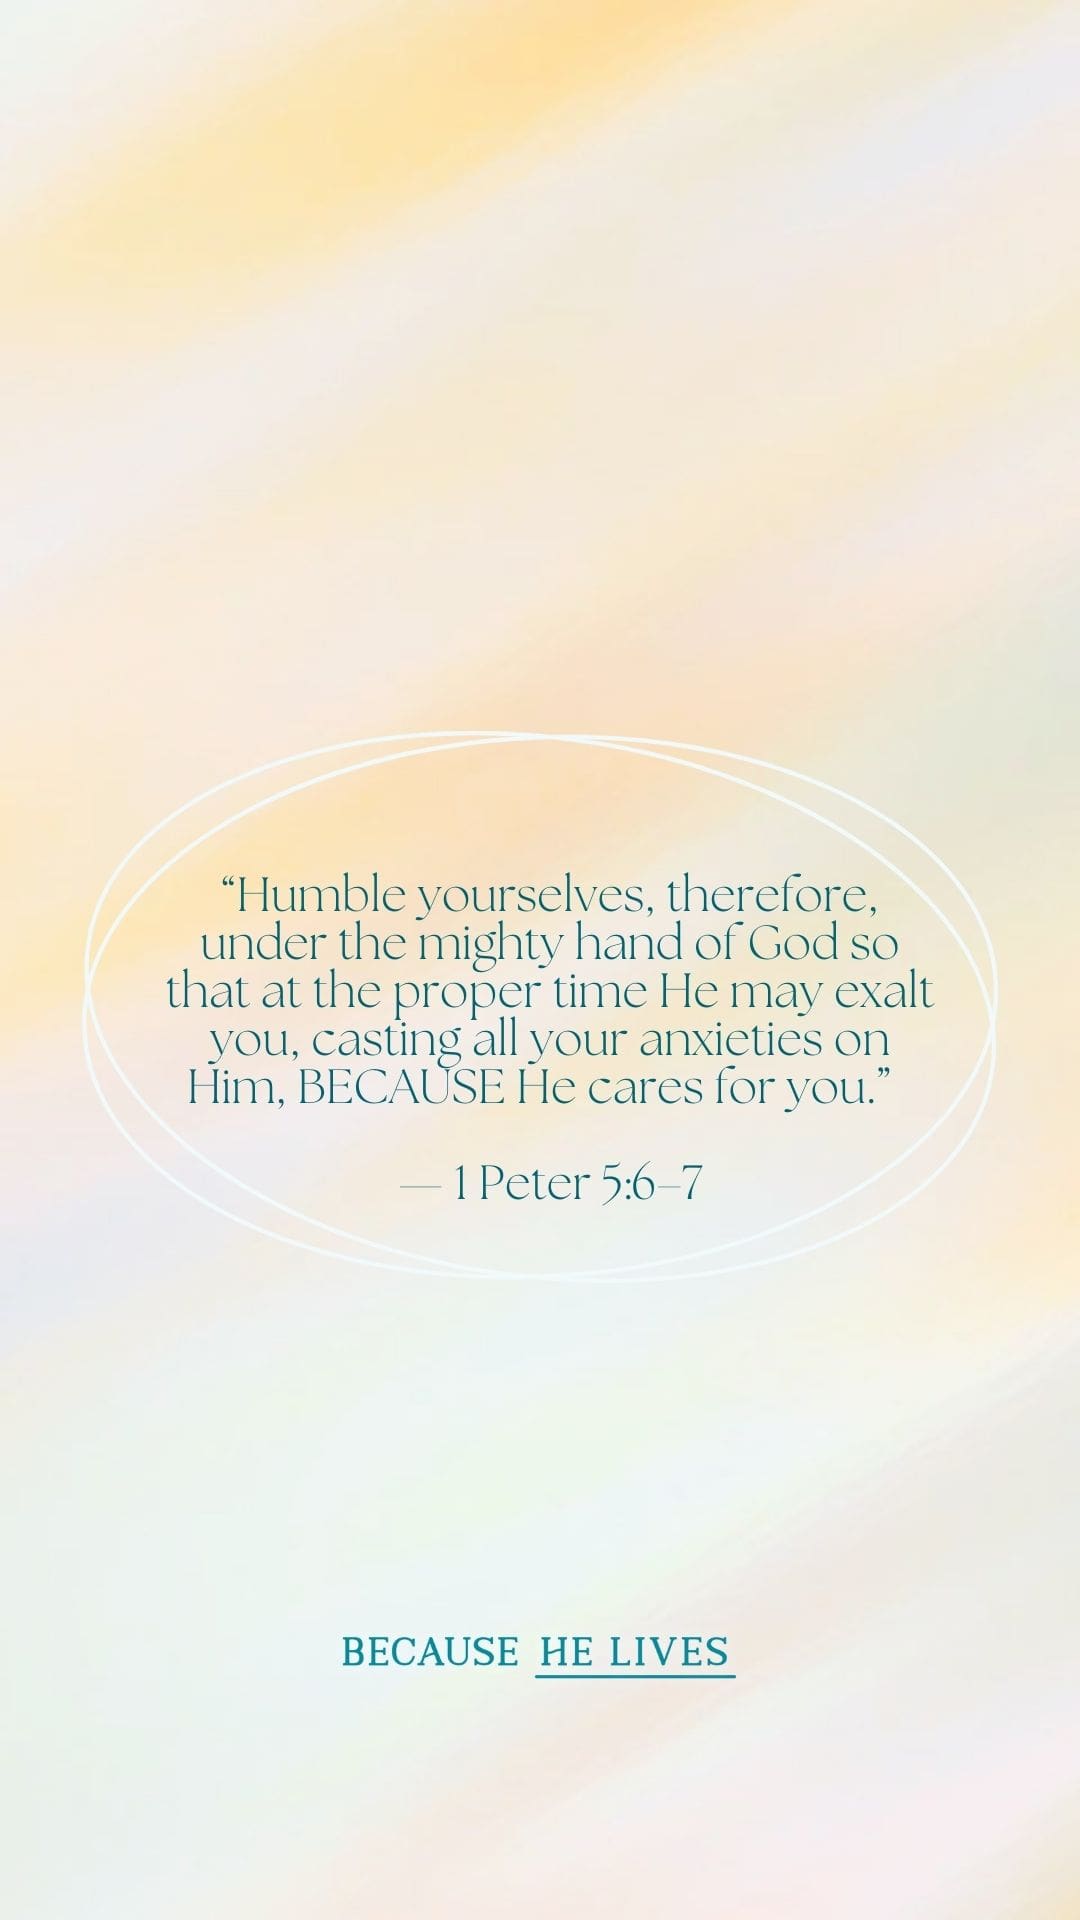 “Humble yourselves, therefore,
under the mighty hand of God so
that at the proper time He may exalt
you, casting all your anxieties on
Him, BECAUSE He cares for you.”
— 1 Peter 5:6–7
BECAUSE HE LIVES